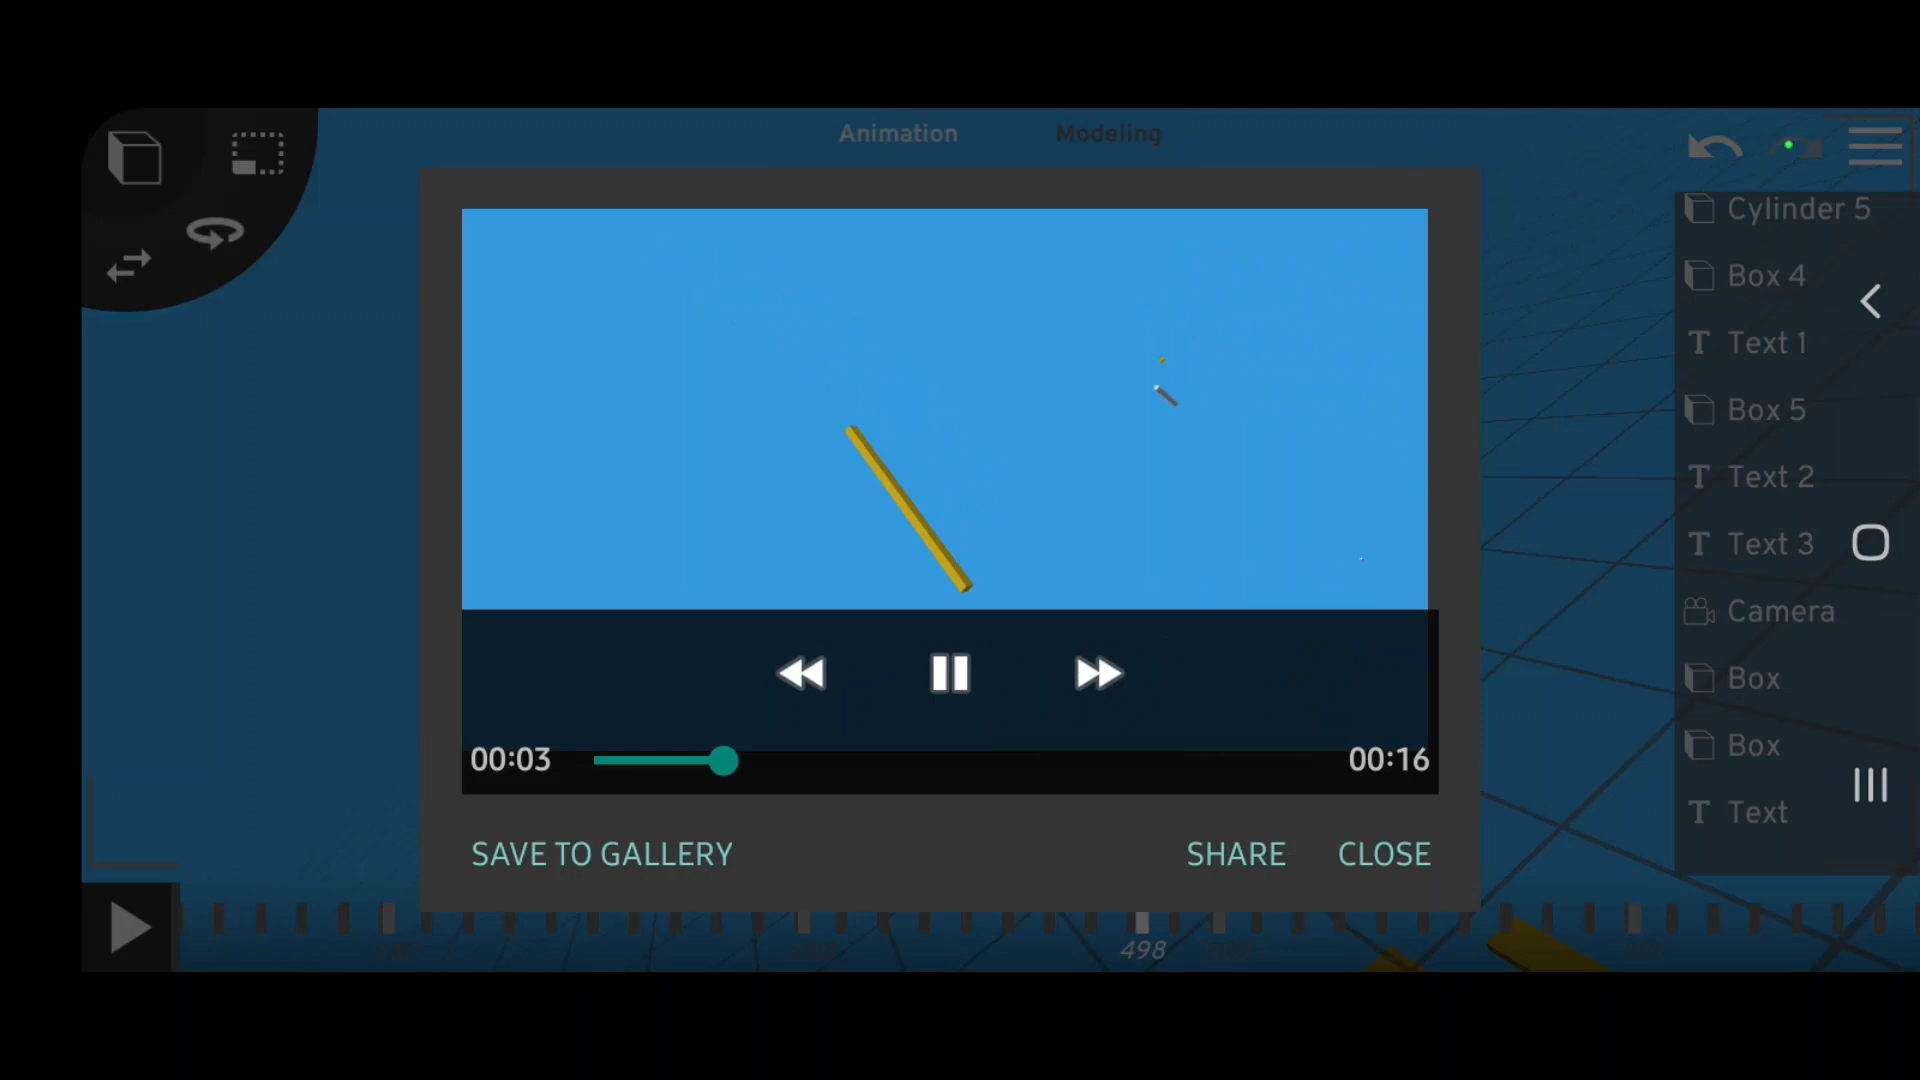 Animation Modeling
Cylinder 5
Box 4
Text 1
Box 5
Text 2
Text 3
Camera
Box
Box
Text
00:03 00:16
SAVE TO GALLERY SHARE CLOSE
498